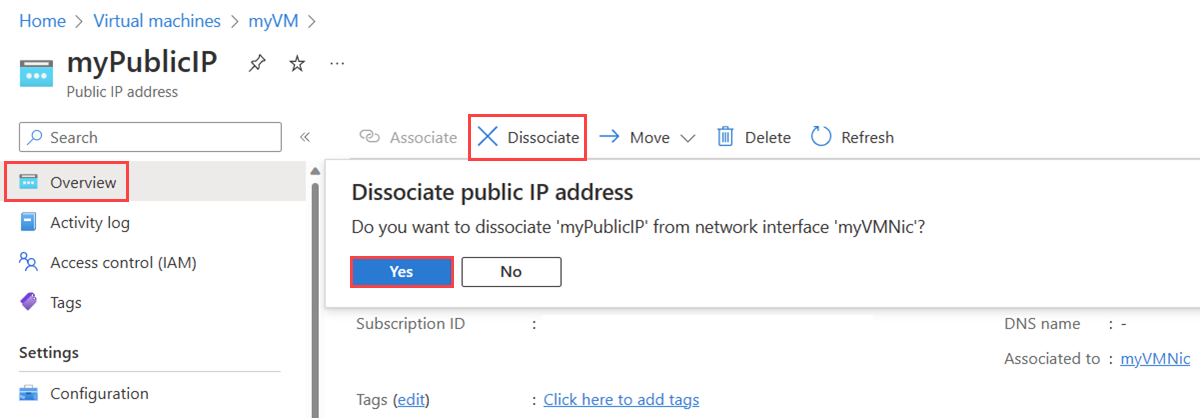 Home > Virtual machines > myVM >
myPublicIP
Public IP address
Search
Associate Dissociate Move Delete Refresh
Overview
Activity log
Access control (IAM)
Tags
Settings
Configuration
Dissociate public IP address
Do you want to dissociate 'myPublicIP' from network interface 'myVMNic'?
Yes No
Subscription ID :
DNS name : -
Associated to : myVMNic
Tags (edit) : Click here to add tags